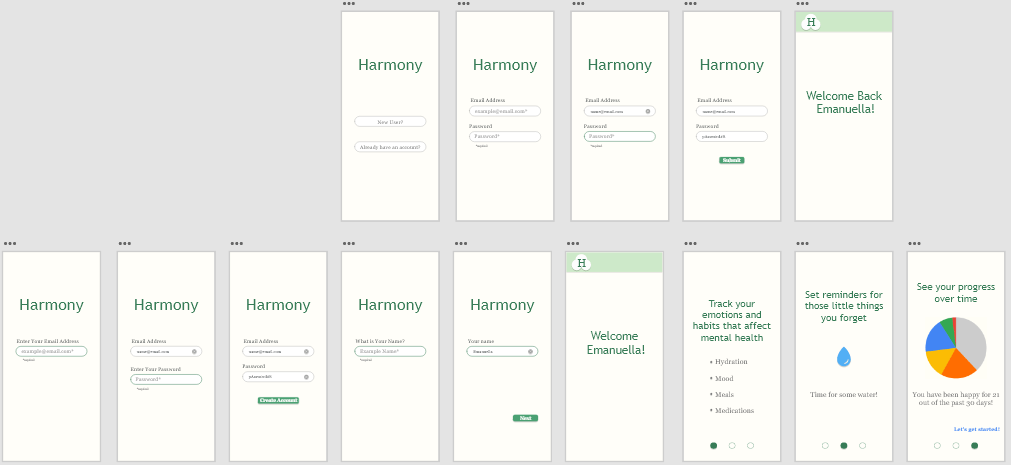 Harmony
New User?
Already have an account?
Harmony
Email Address
example@email.com*
Password
Password*
*required
Harmony
Email Address
name@email.com
Password
Password*
*required
Harmony
Email Address
name@email.com
Password
Submit
H
Welcome Back
Emanuella!
Harmony
Enter Your Email Address
example@email.com*
*required
Harmony
Email Address
name@email.com
Enter Your Password
Password*
*required
Harmony
Email Address
name@email.com
Password
Create Account
Harmony
What is Your Name?
Example Name*
*required
Harmony
Your name
Emanuella
Next
H
Welcome
Emanuella!
Track your
emotions and
habits that affect
mental health
• Hydration
• Mood
• Meals
• Medications
Set reminders for
those little things
you forget
Time for some water!
See your progress
over time
You have been happy for 21
out of the past 30 days!
Let's get started!